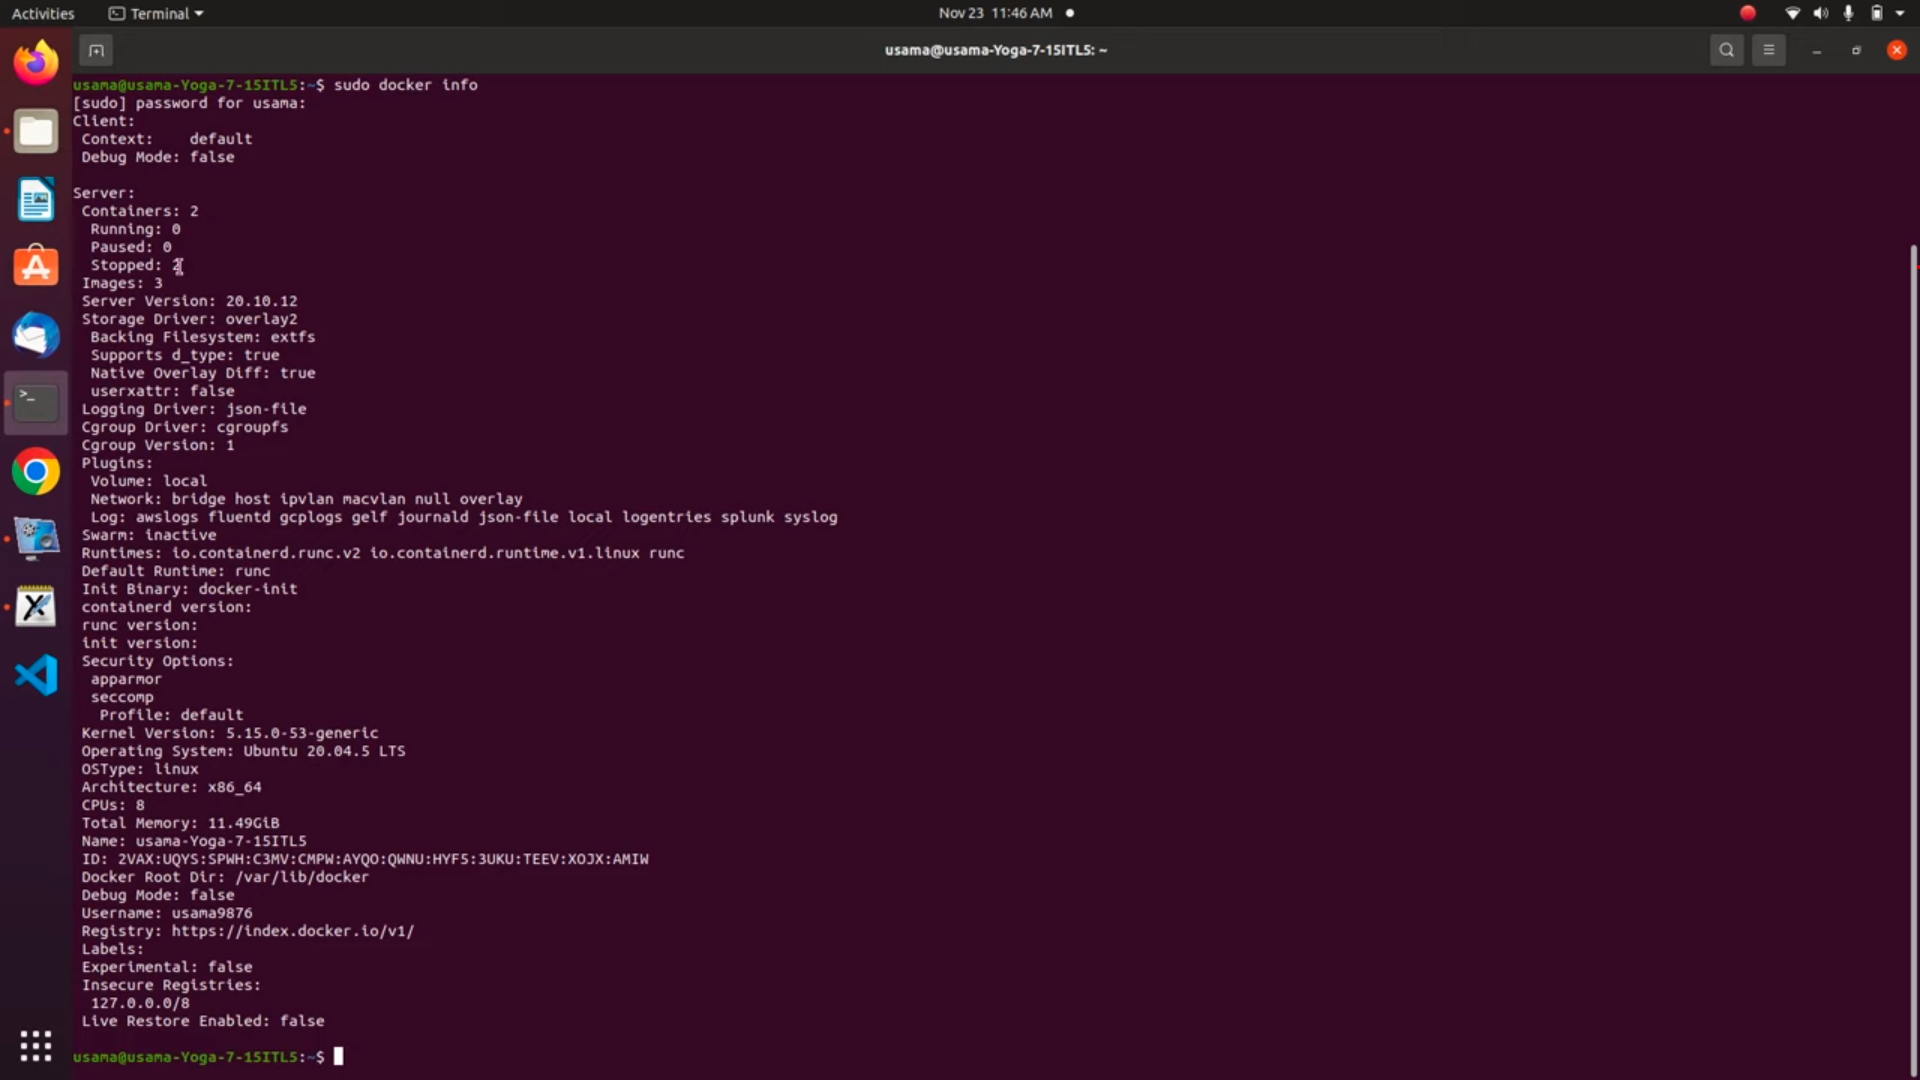 Activities
Terminal
Nov 23 11:46 AM
usama@usama-Yoga-7-15ITL5: ~
usama@usama-Yoga-7-15ITL5:~$ sudo docker info
[sudo] password for usama:
Client:
 Context:    default
 Debug Mode: false
Server:
 Containers: 2
  Running: 0
  Paused: 0
  Stopped: 2
 Images: 3
 Server Version: 20.10.12
 Storage Driver: overlay2
  Backing Filesystem: extfs
  Supports d_type: true
  Native Overlay Diff: true
  userxattr: false
 Logging Driver: json-file
 Cgroup Driver: cgroupfs
 Cgroup Version: 1
 Plugins:
  Volume: local
  Network: bridge host ipvlan macvlan null overlay
  Log: awslogs fluentd gcplogs gelf journald json-file local logentries splunk syslog
 Swarm: inactive
 Runtimes: io.containerd.runc.v2 io.containerd.runtime.v1.linux runc
 Default Runtime: runc
 Init Binary: docker-init
 containerd version:
 runc version:
 init version:
 Security Options:
  apparmor
  seccomp
   Profile: default
 Kernel Version: 5.15.0-53-generic
 Operating System: Ubuntu 20.04.5 LTS
 OSType: linux
 Architecture: x86_64
 CPUs: 8
 Total Memory: 11.49GiB
 Name: usama-Yoga-7-15ITL5
 ID: 2VAX:UQYS:SPWH:C3MV:CMPW:AYQO:QWNU:HYF5:3UKU:TEEV:XOJX:AMIW
 Docker Root Dir: /var/lib/docker
 Debug Mode: false
 Username: usama9876
 Registry: https://index.docker.io/v1/
 Labels:
 Experimental: false
 Insecure Registries:
  127.0.0.0/8
 Live Restore Enabled: false
usama@usama-Yoga-7-15ITL5:~$